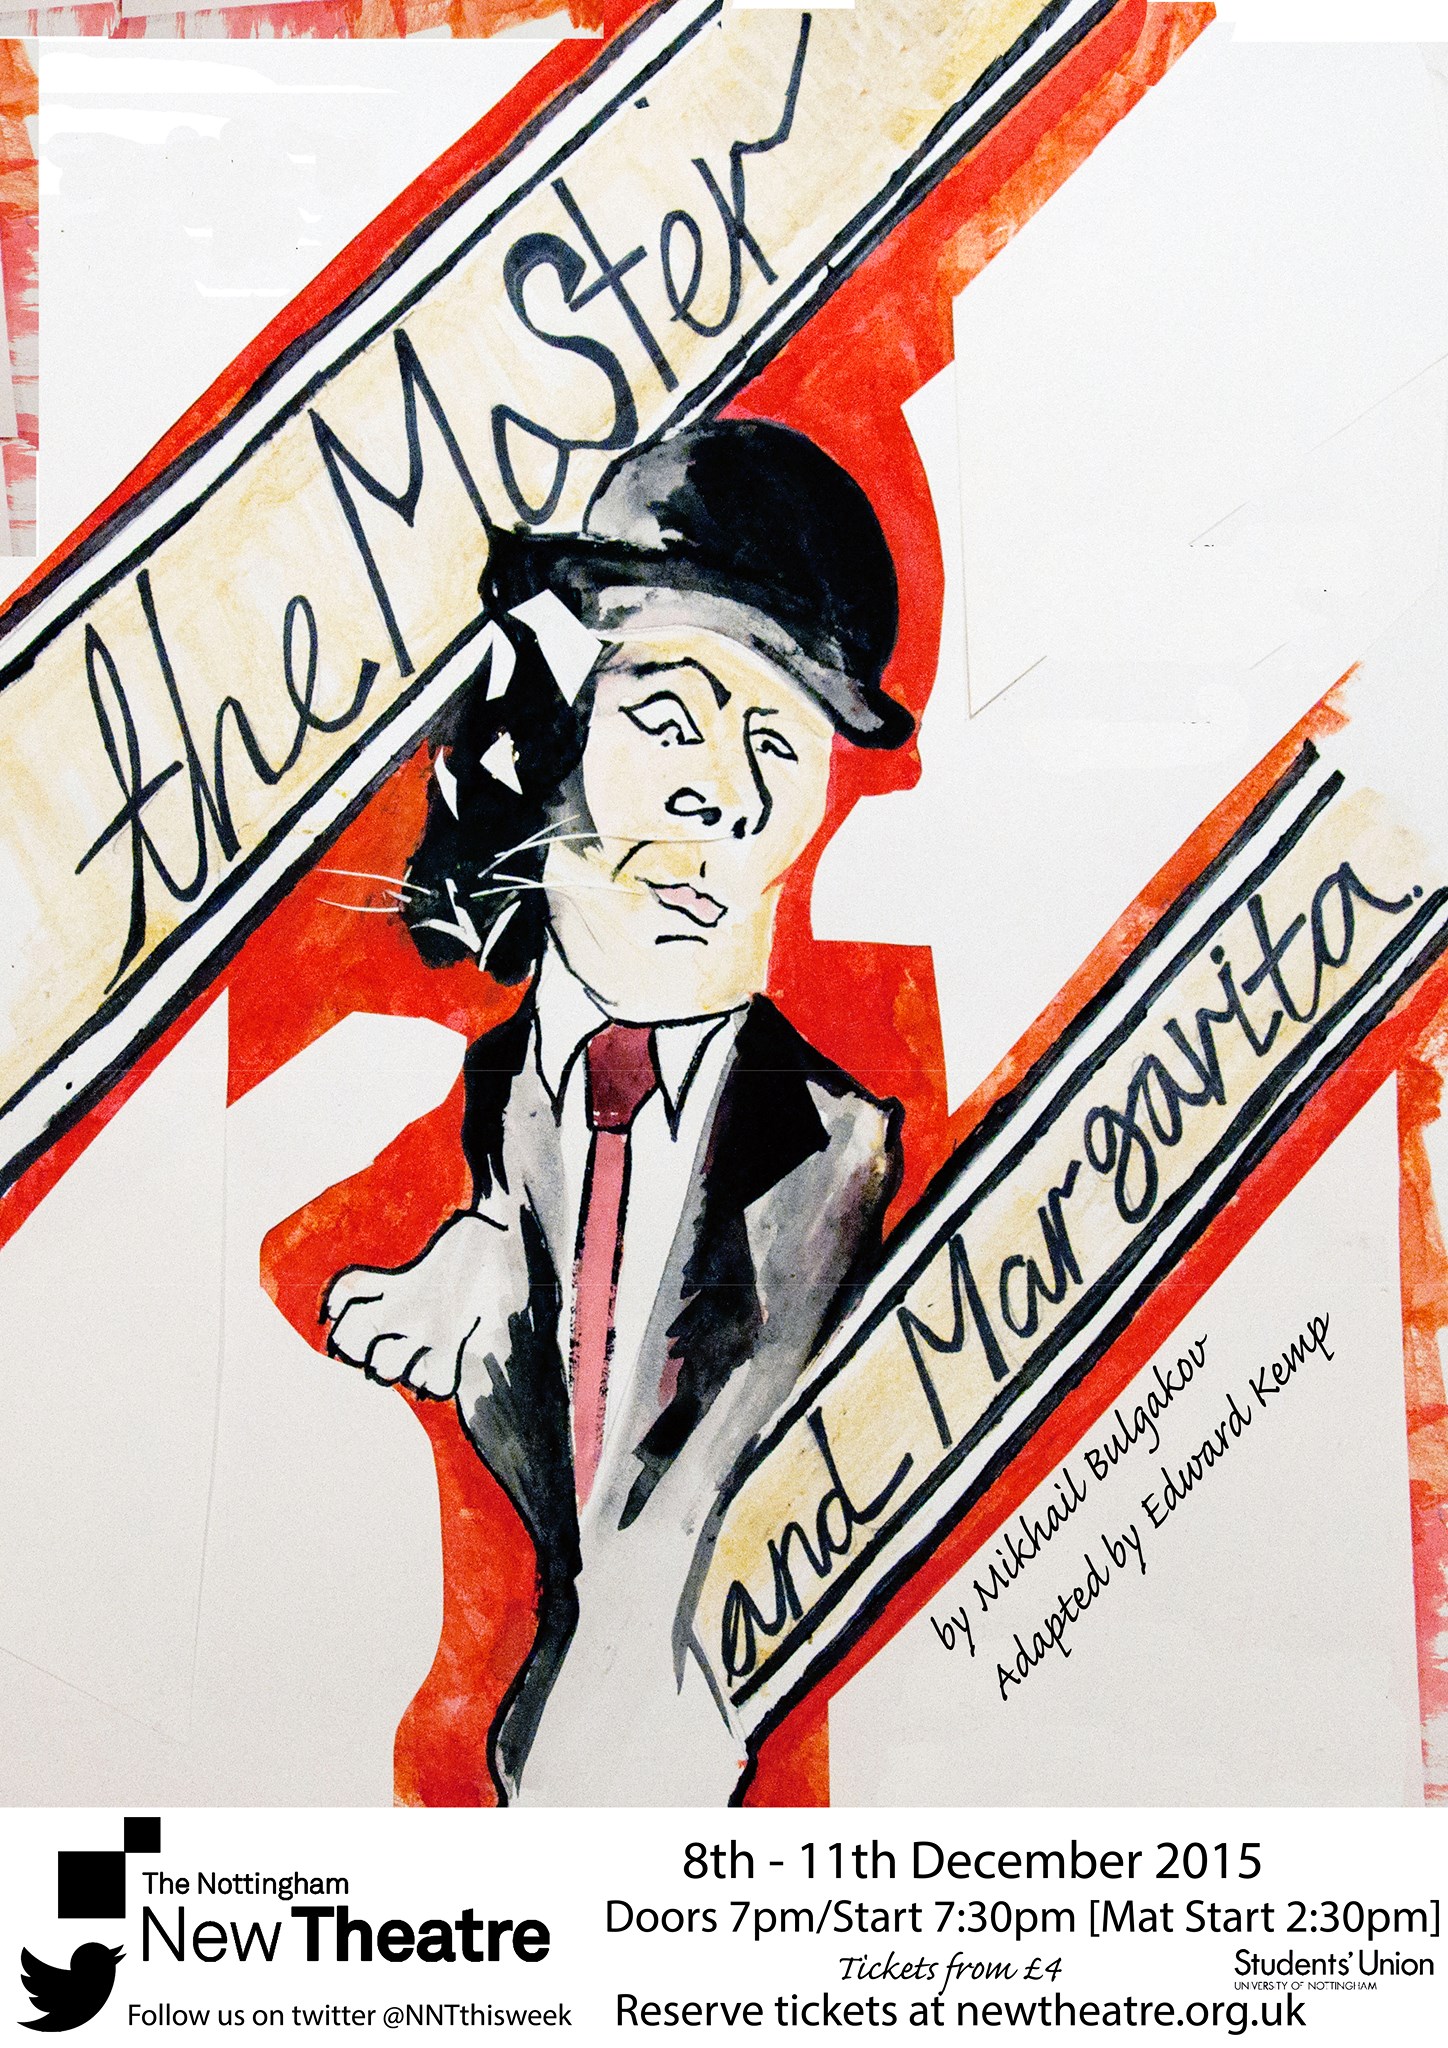 the Master
and Margarita.
by Mikhail Bulgakov
Adapted by Edward Kemp
The Nottingham
New Theatre
Follow us on twitter @NNTthisweek
8th - 11th December 2015
Doors 7pm/Start 7:30pm [Mat Start 2:30pm]
Tickets from £4
Students' Union
UNIVERSITY OF NOTTINGHAM
Reserve tickets at newtheatre.org.uk